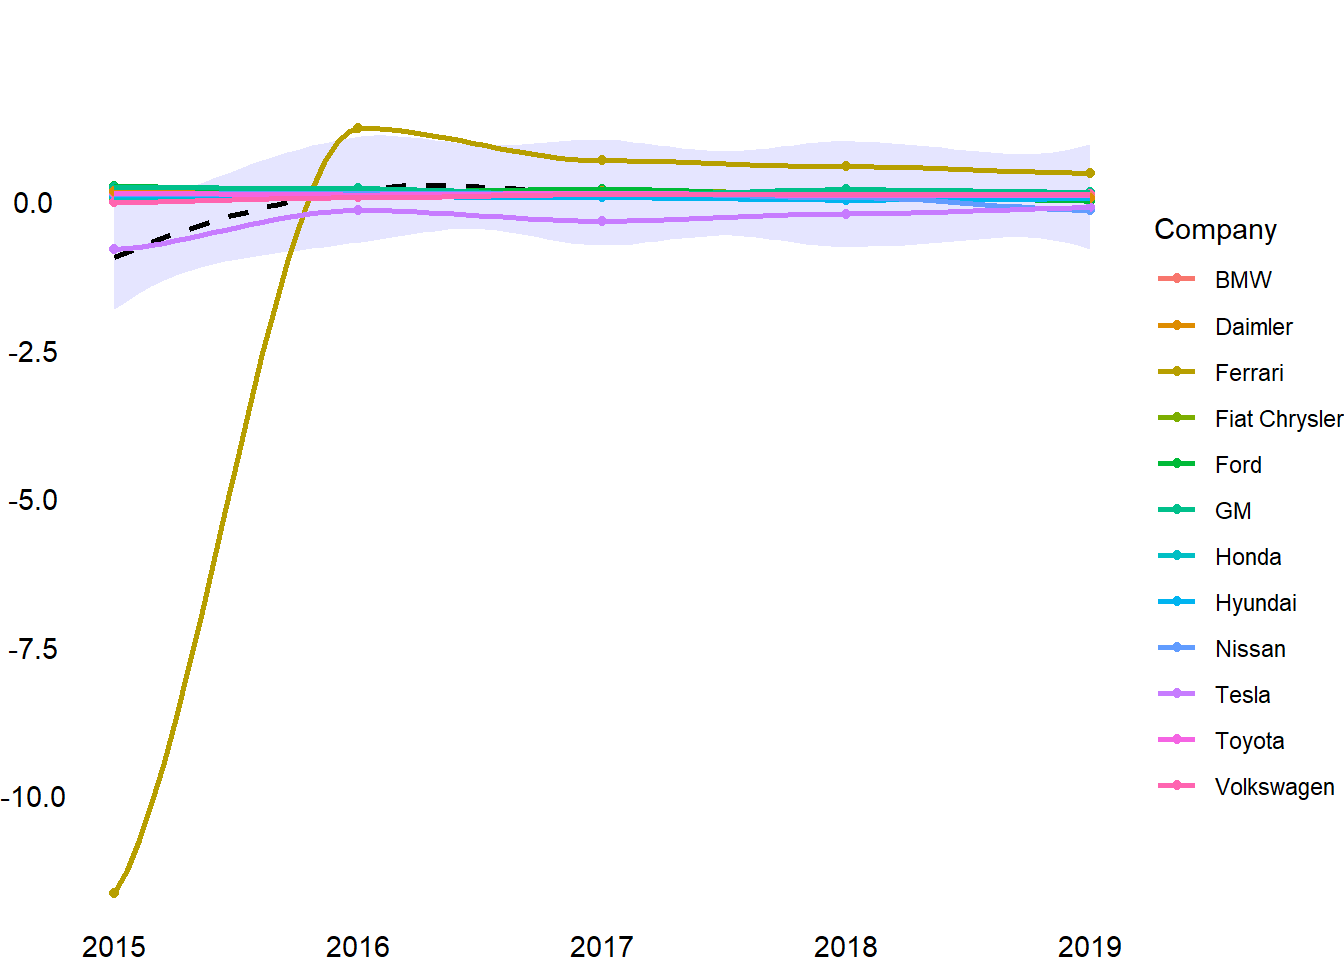 0.0
-2.5
-5.0
-7.5
-10.0
2015 2016 2017 2018 2019
Company
BMW
Daimler
Ferrari
Fiat Chrysler
Ford
GM
Honda
Hyundai
Nissan
Tesla
Toyota
Volkswagen